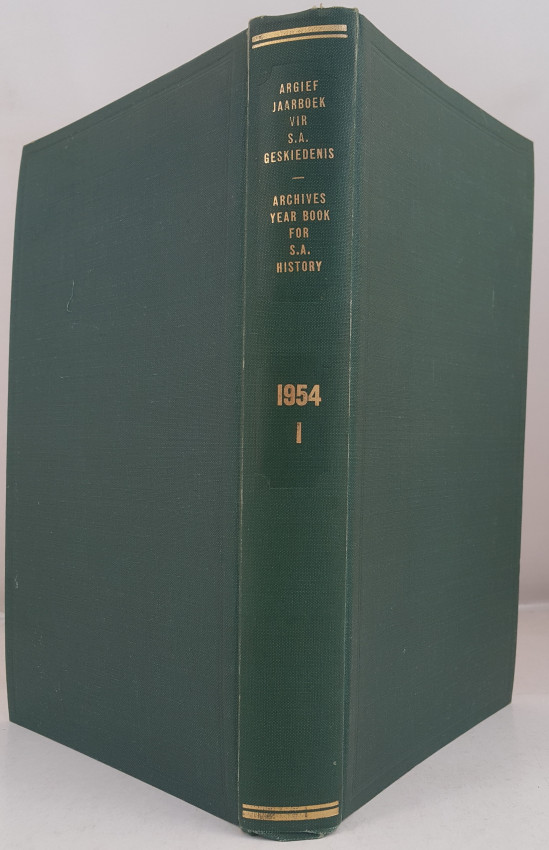 ARGIEF
JAARBOEK
VIR
S.A.
GESKIEDENIS
—
ARCHIVES
YEAR BOOK
FOR
S.A.
HISTORY
1954
I